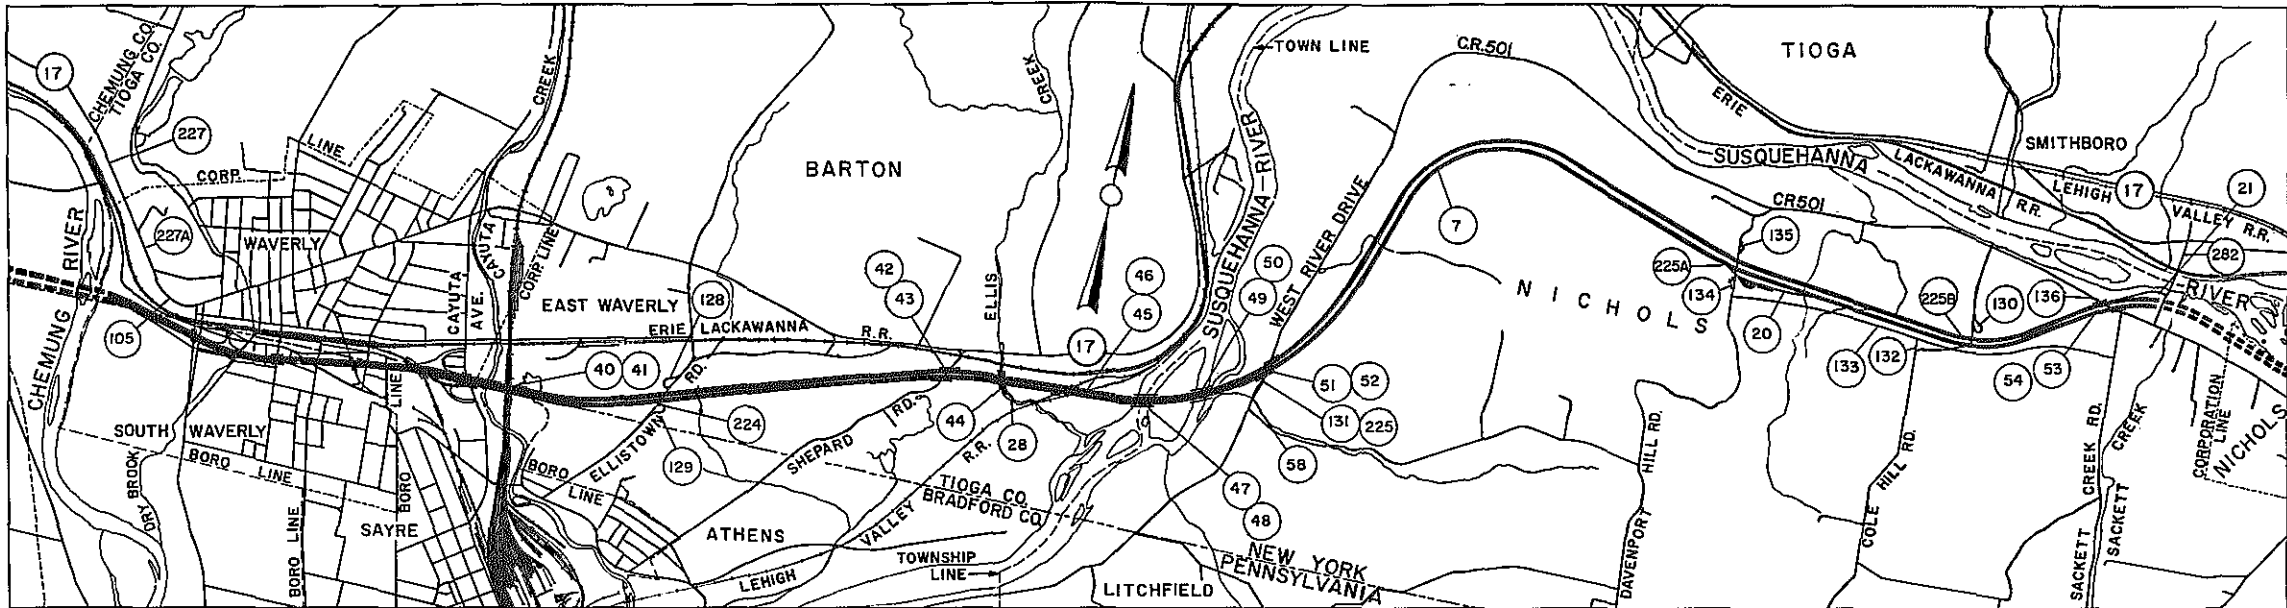 17
CHEMUNG CO.
TIOGA CO.
227
CORP.
LINE
CREEK
BARTON
CREEK
TOWN LINE
C.R.501
TIOGA
ERIE
SMITHBORO
SUSQUEHANNA
LACKAWANNA
R.R.
LEHIGH
17
VALLEY R.R.
21
282
227A
WAVERLY
CHEMUNG RIVER
CAYUTA
CORP. LINE
CAYUTA
AVE.
EAST WAVERLY
128
42
43
ELLIS
46
45
17
SUSQUEHANNA-RIVER
50
49
WEST RIVER DRIVE
7
NICHOLS
CR501
135
225A
134
20
225B
130
136
RIVER
105
ERIE LACKAWANNA
R.R.
40
41
RD.
224
ELLISTOWN
129
SHEPARD
RD.
44
28
R.R.
51
52
131
225
58
47
48
133
132
54
53
CORPORATION
LINE
NICHOLS
SOUTH WAVERLY
BORO LINE
DRY BROOK
BORO LINE
BORO
LINE
SAYRE
BORO
LINE
ATHENS
LEHIGH
VALLEY
TIOGA CO.
BRADFORD CO.
TOWNSHIP
LINE
LITCHFIELD
NEW YORK
PENNSYLVANIA
DAVENPORT
HILL RD.
COLE
HILL RD.
SACKETT
CREEK RD.
SACKETT
CREEK